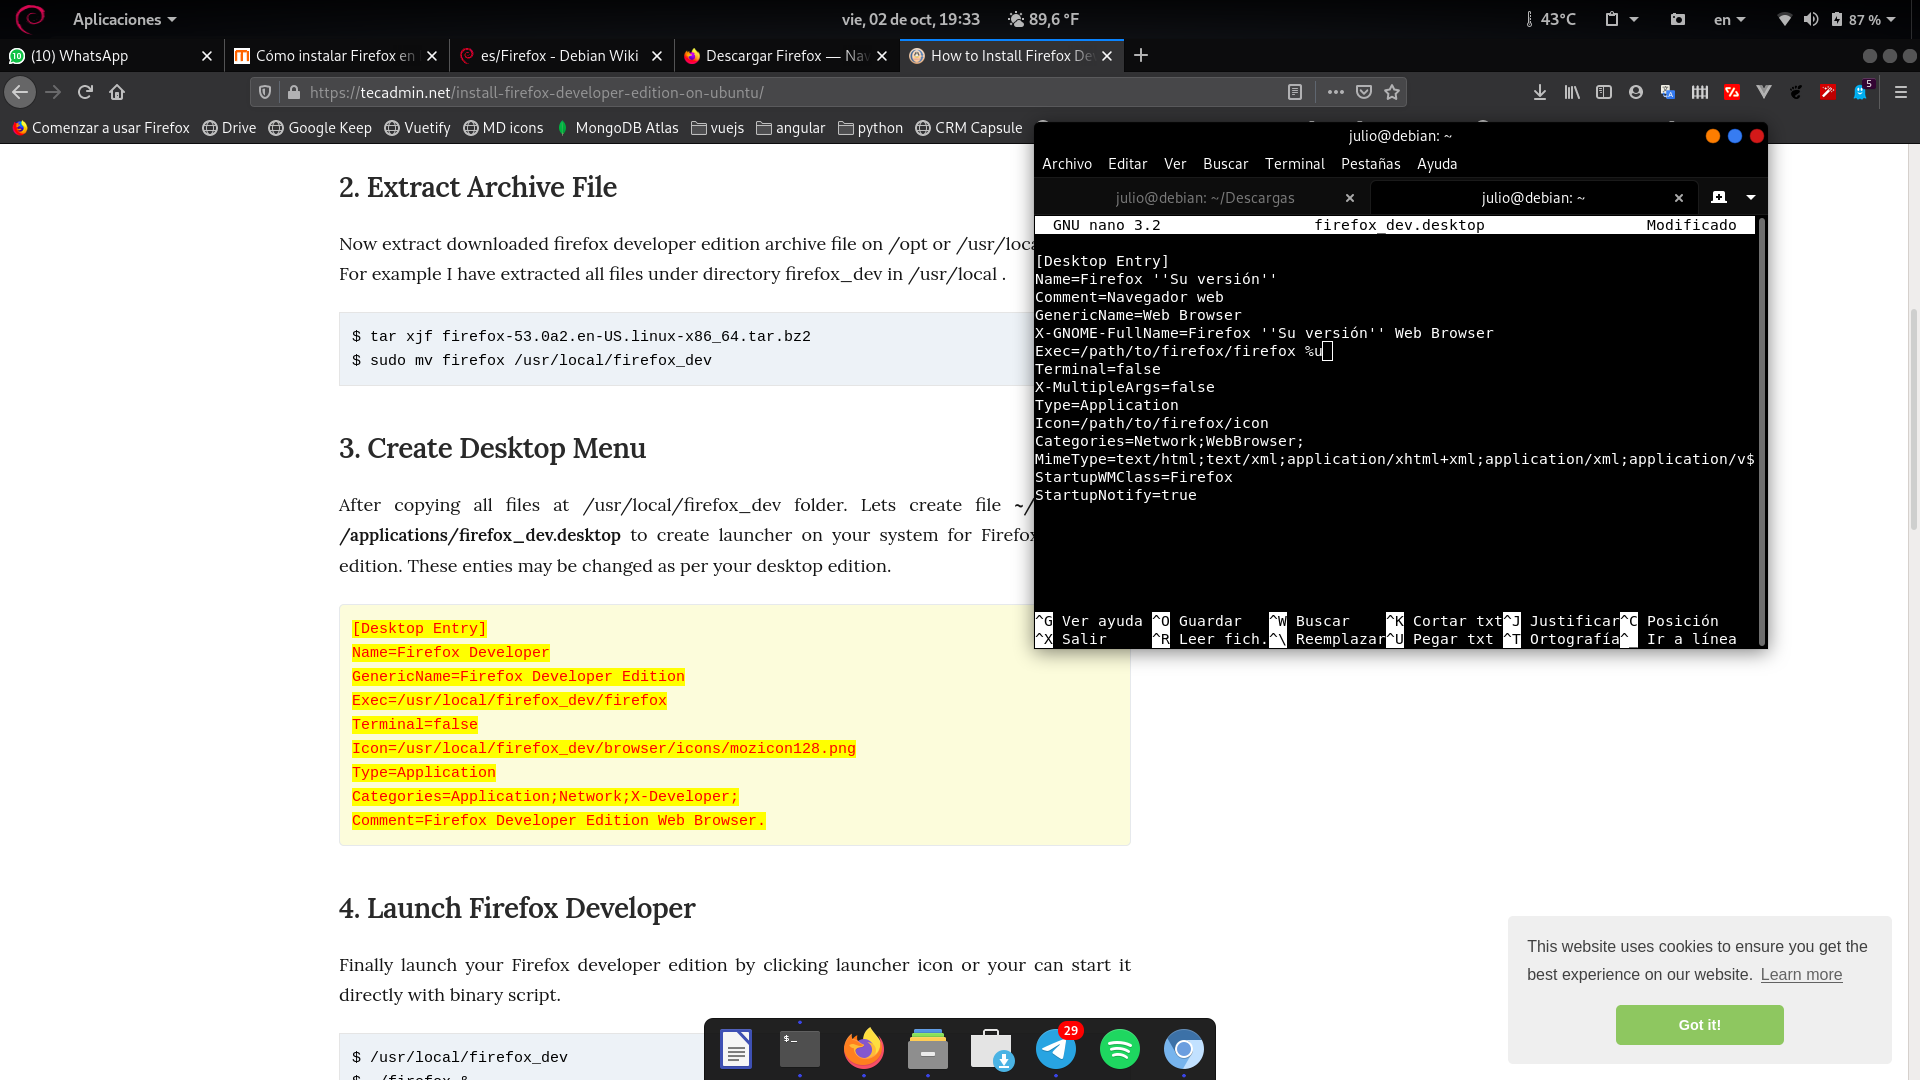 Aplicaciones
vie, 02 de oct, 19:33
89,6 °F
43°C
en
87 %
(10) WhatsApp
Cómo instalar Firefox en
es/Firefox - Debian Wiki
Descargar Firefox — Nav
How to Install Firefox De
https://tecadmin.net/install-firefox-developer-edition-on-ubuntu/
5
Comenzar a usar Firefox
Drive
Google Keep
Vuetify
MD icons
MongoDB Atlas
vuejs
angular
python
CRM Capsule
2. Extract Archive File
Now extract downloaded firefox developer edition archive file on /opt or /usr/loca
For example I have extracted all files under directory firefox_dev in /usr/local .
$ tar xjf firefox-53.0a2.en-US.linux-x86_64.tar.bz2
$ sudo mv firefox /usr/local/firefox_dev
3. Create Desktop Menu
After copying all files at /usr/local/firefox_dev folder. Lets create file ~/
/applications/firefox_dev.desktop to create launcher on your system for Firefox
edition. These enties may be changed as per your desktop edition.
[Desktop Entry]
Name=Firefox Developer
GenericName=Firefox Developer Edition
Exec=/usr/local/firefox_dev/firefox
Terminal=false
Icon=/usr/local/firefox_dev/browser/icons/mozicon128.png
Type=Application
Categories=Application;Network;X-Developer;
Comment=Firefox Developer Edition Web Browser.
4. Launch Firefox Developer
Finally launch your Firefox developer edition by clicking launcher icon or your can start it
directly with binary script.
$ /usr/local/firefox_dev
julio@debian: ~
Archivo Editar Ver Buscar Terminal Pestañas Ayuda
julio@debian: ~/Descargas
julio@debian: ~
GNU nano 3.2 firefox_dev.desktop Modificado
[Desktop Entry]
Name=Firefox ''Su versión''
Comment=Navegador web
GenericName=Web Browser
X-GNOME-FullName=Firefox ''Su versión'' Web Browser
Exec=/path/to/firefox/firefox %u
Terminal=false
X-MultipleArgs=false
Type=Application
Icon=/path/to/firefox/icon
Categories=Network;WebBrowser;
MimeType=text/html;text/xml;application/xhtml+xml;application/xml;application/v$
StartupWMClass=Firefox
StartupNotify=true
^G Ver ayuda ^O Guardar ^W Buscar ^K Cortar txt^J Justificar^C Posición
^X Salir ^R Leer fich.^\ Reemplazar^U Pegar txt ^T Ortografía^_ Ir a línea
This website uses cookies to ensure you get the
best experience on our website. Learn more
Got it!
$_
29